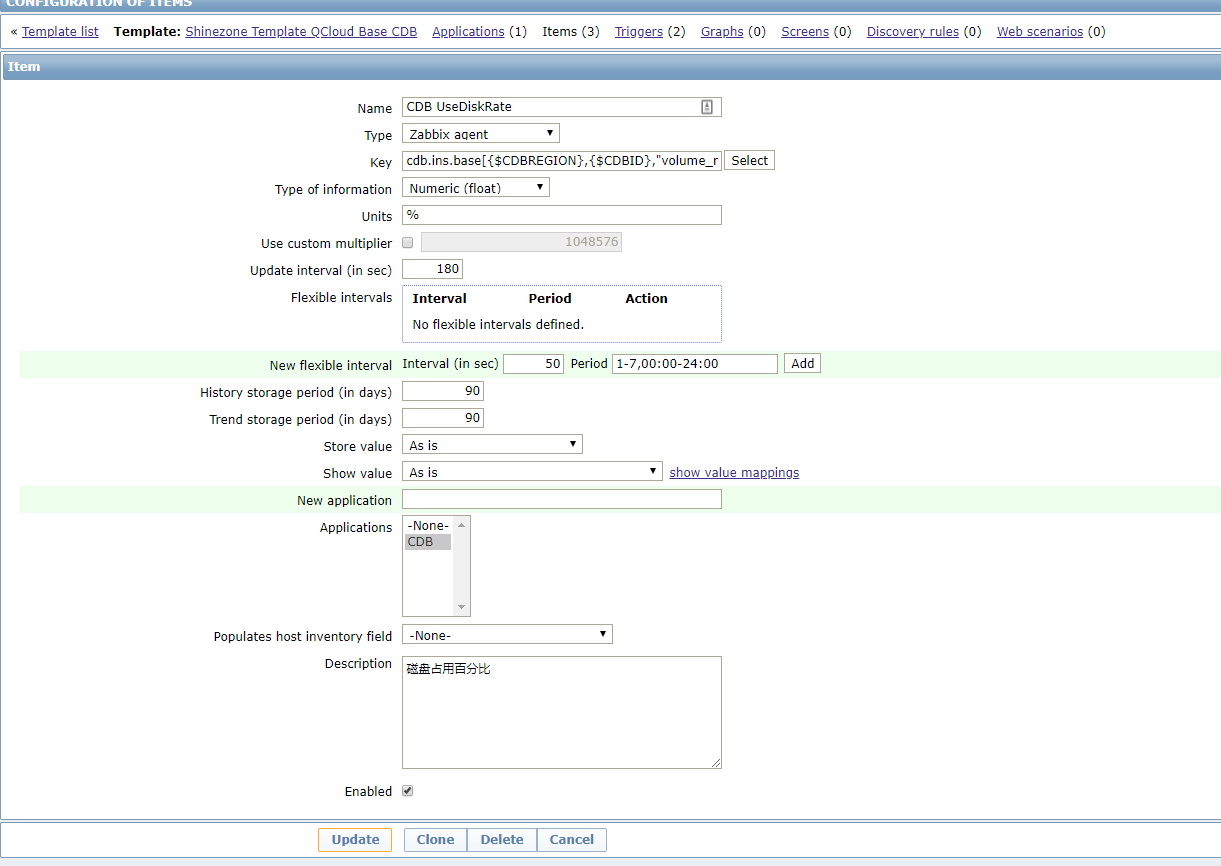 CONFIGURATION OF ITEMS
« Template list Template: Shinezone Template QCloud Base CDB Applications (1) Items (3) Triggers (2) Graphs (0) Screens (0) Discovery rules (0) Web scenarios (0)
Item
Name CDB UseDiskRate
Type Zabbix agent
Key cdb.ins.base[{$CDBREGION},{$CDBID},"volume_r Select
Type of information Numeric (float)
Units %
Use custom multiplier 1048576
Update interval (in sec) 180
Flexible intervals Interval Period Action
No flexible intervals defined.
New flexible interval Interval (in sec) 50 Period 1-7,00:00-24:00 Add
History storage period (in days) 90
Trend storage period (in days) 90
Store value As is
Show value As is show value mappings
New application
Applications -None-
CDB
Populates host inventory field -None-
Description 磁盘占用百分比
Enabled
Update Clone Delete Cancel